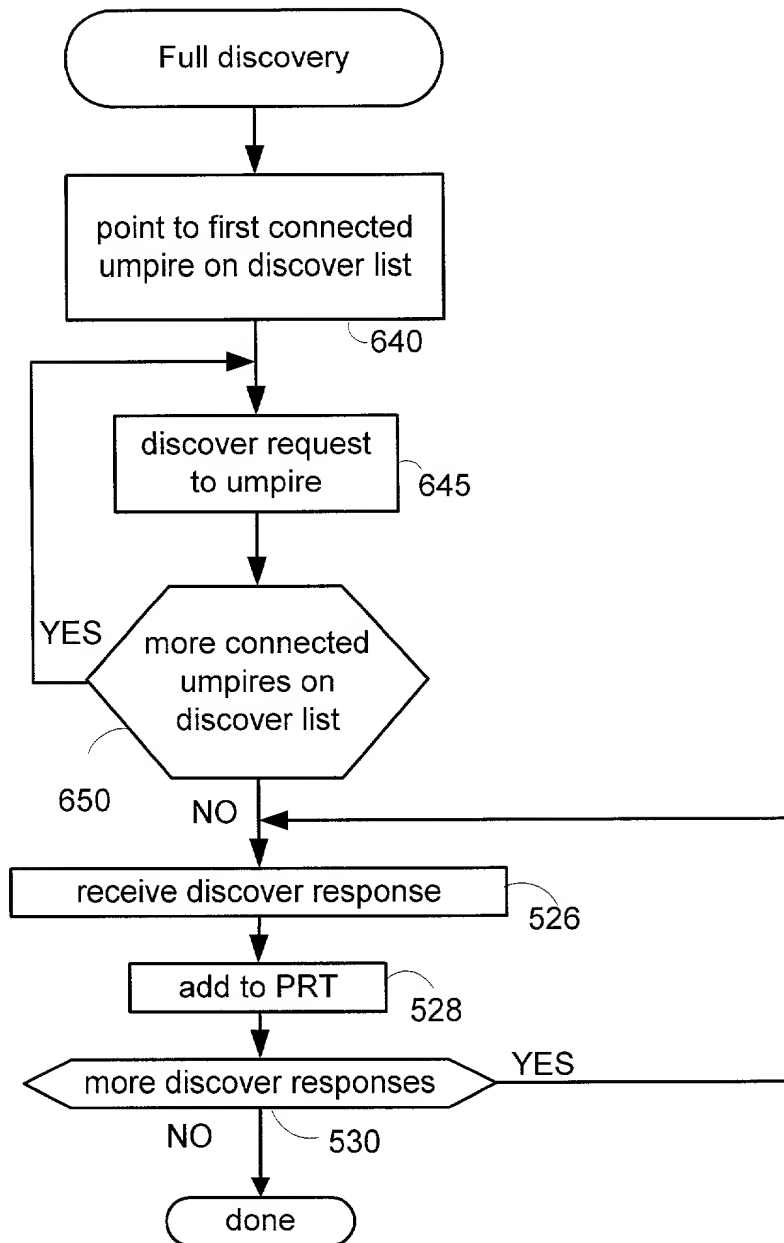 Full discovery
point to first connected
umpire on discover list
640
discover request
to umpire
645
YES
more connected
umpires on
discover list
650
NO
receive discover response
526
add to PRT
528
more discover responses
YES
NO
530
done